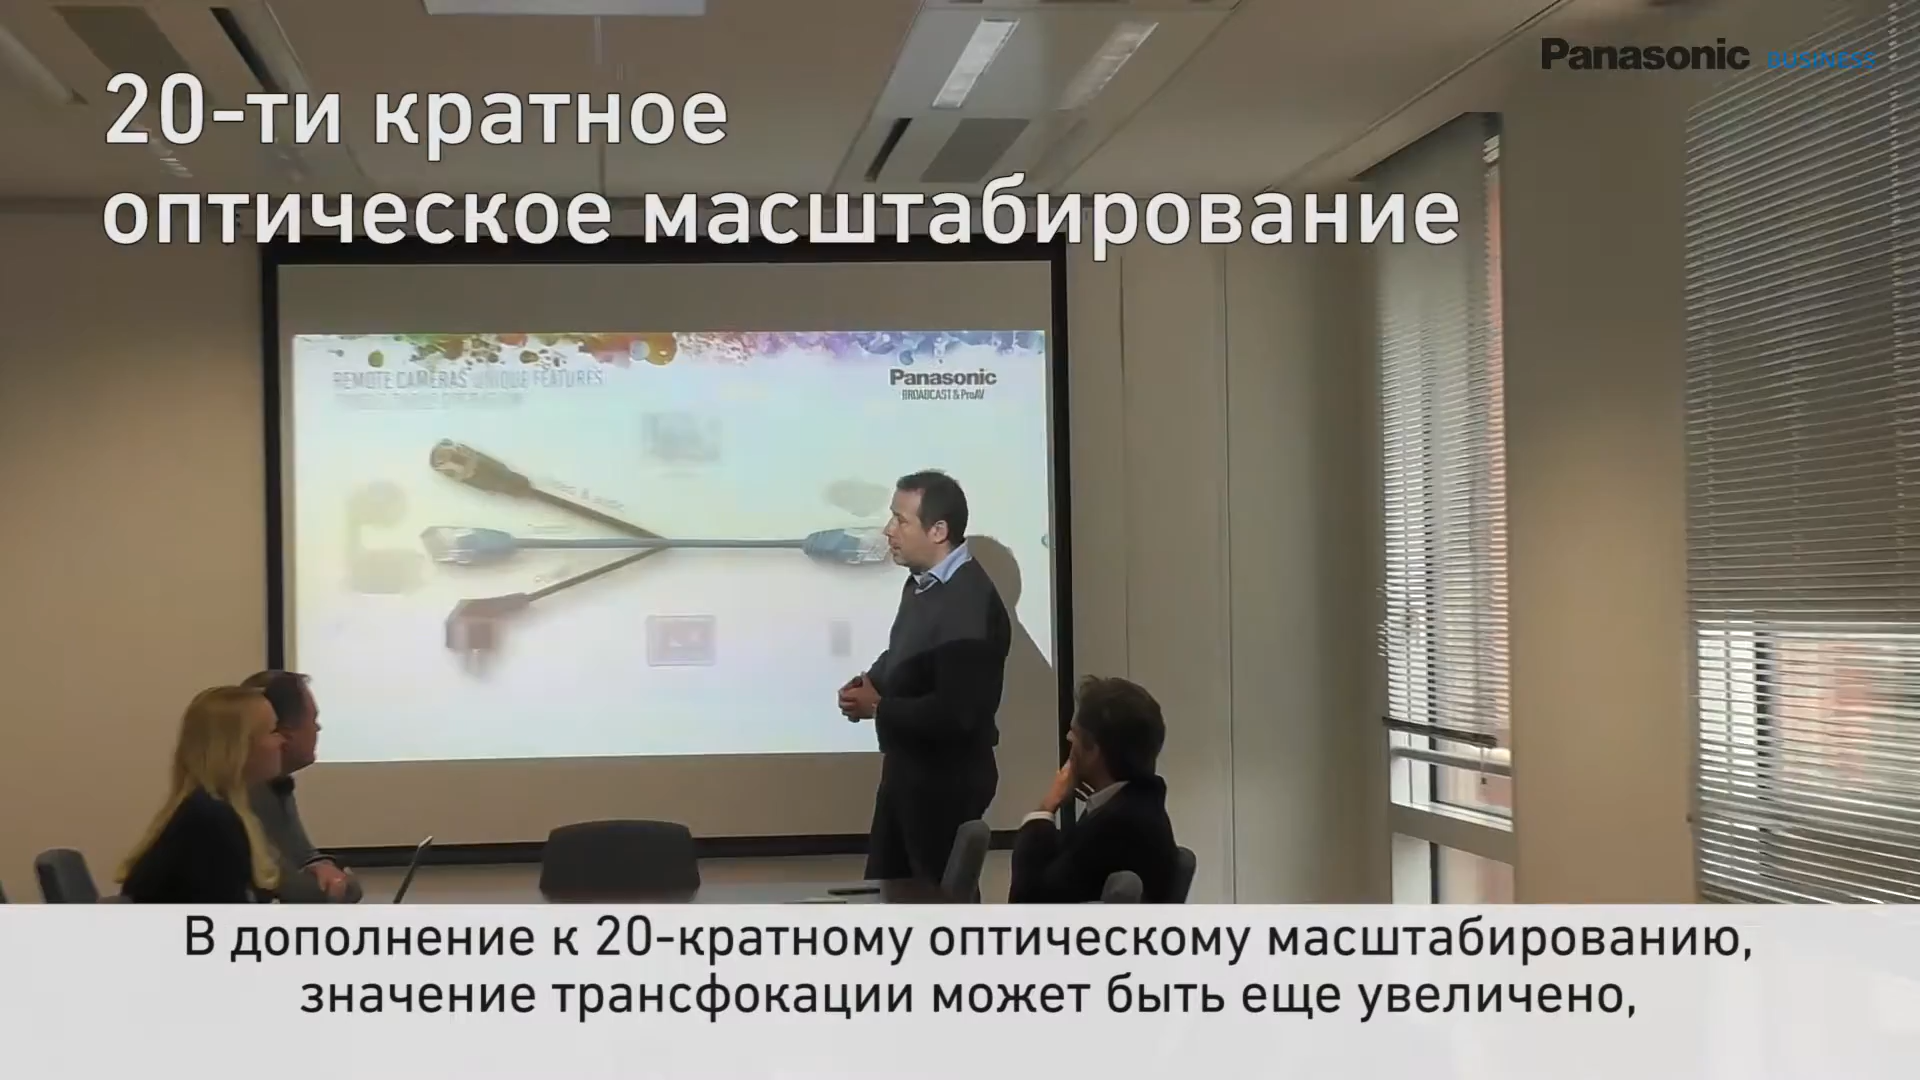 Panasonic BUSINESS
20-ти кратное
оптическое масштабирование
REMOTE CAMERAS UNIQUE FEATURES
Panasonic
BROADCAST & ProAV
В дополнение к 20-кратному оптическому масштабированию,
значение трансфокации может быть еще увеличено,